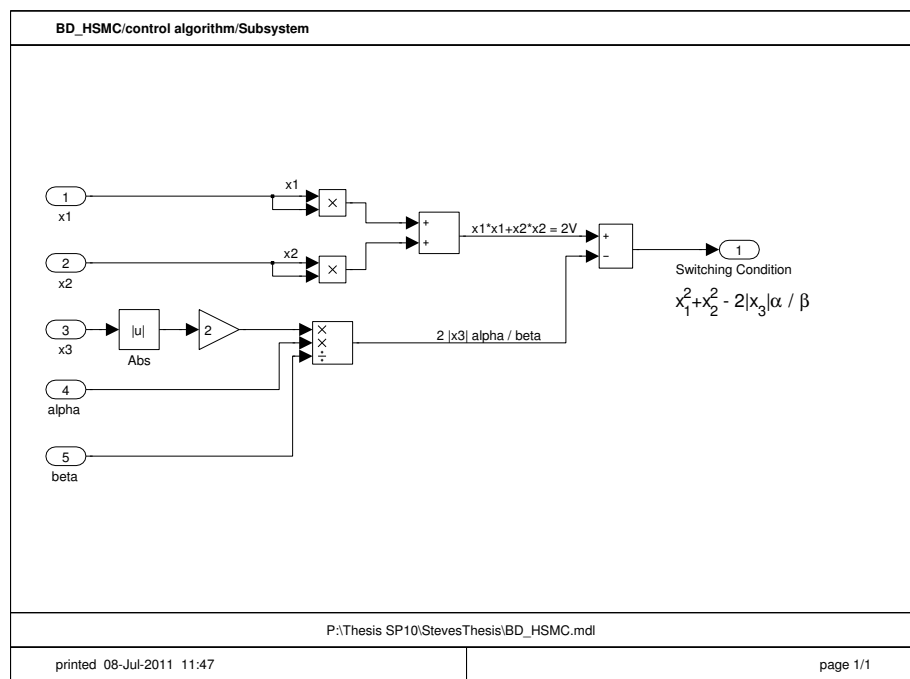 BD_HSMC/control algorithm/Subsystem
x1
1
x1
×
+
+
x1*x1+x2*x2 = 2V
+
−
1
Switching Condition
2
x2
x2
×
x₁²+x₂² - 2|x₃|α / β
3
x3
|u|
Abs
2
×
×
÷
2 |x3| alpha / beta
4
alpha
5
beta
P:\Thesis SP10\StevesThesis\BD_HSMC.mdl
printed 08-Jul-2011 11:47
page 1/1